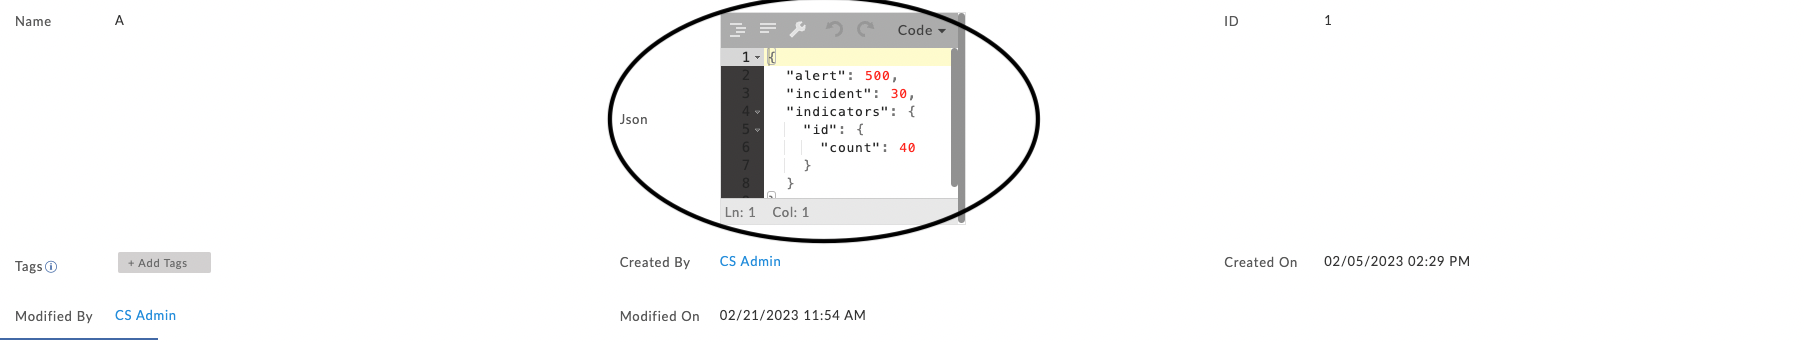 Name A
Code
ID 1
Json
1 {
2 "alert": 500,
3 "incident": 30,
4 "indicators": {
5 "id": {
6 "count": 40
7 }
8 }
Ln: 1 Col: 1
Tags + Add Tags
Created By CS Admin
Created On 02/05/2023 02:29 PM
Modified By CS Admin
Modified On 02/21/2023 11:54 AM